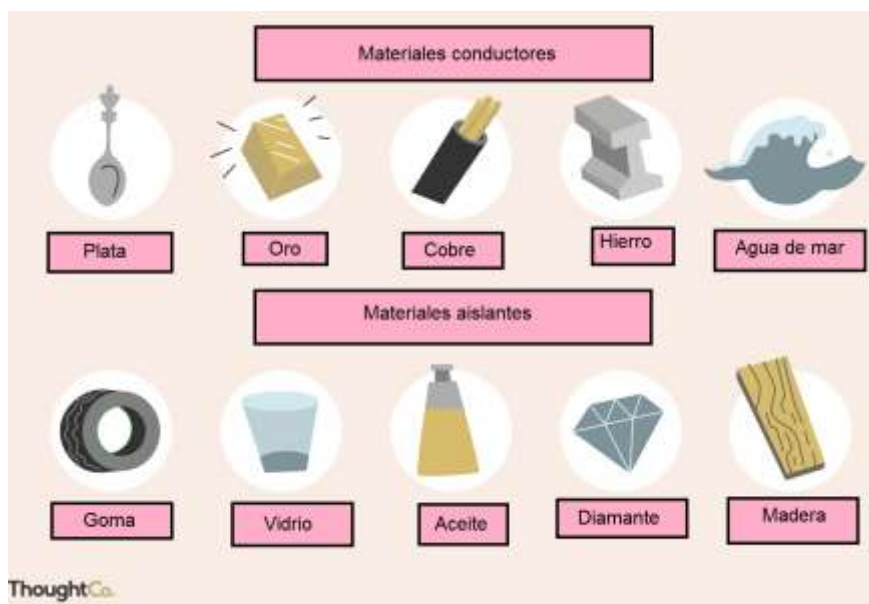 Materiales conductores
Plata
Oro
Cobre
Hierro
Agua de mar
Materiales aislantes
Goma
Vidrio
Aceite
Diamante
Madera
ThoughtCo.